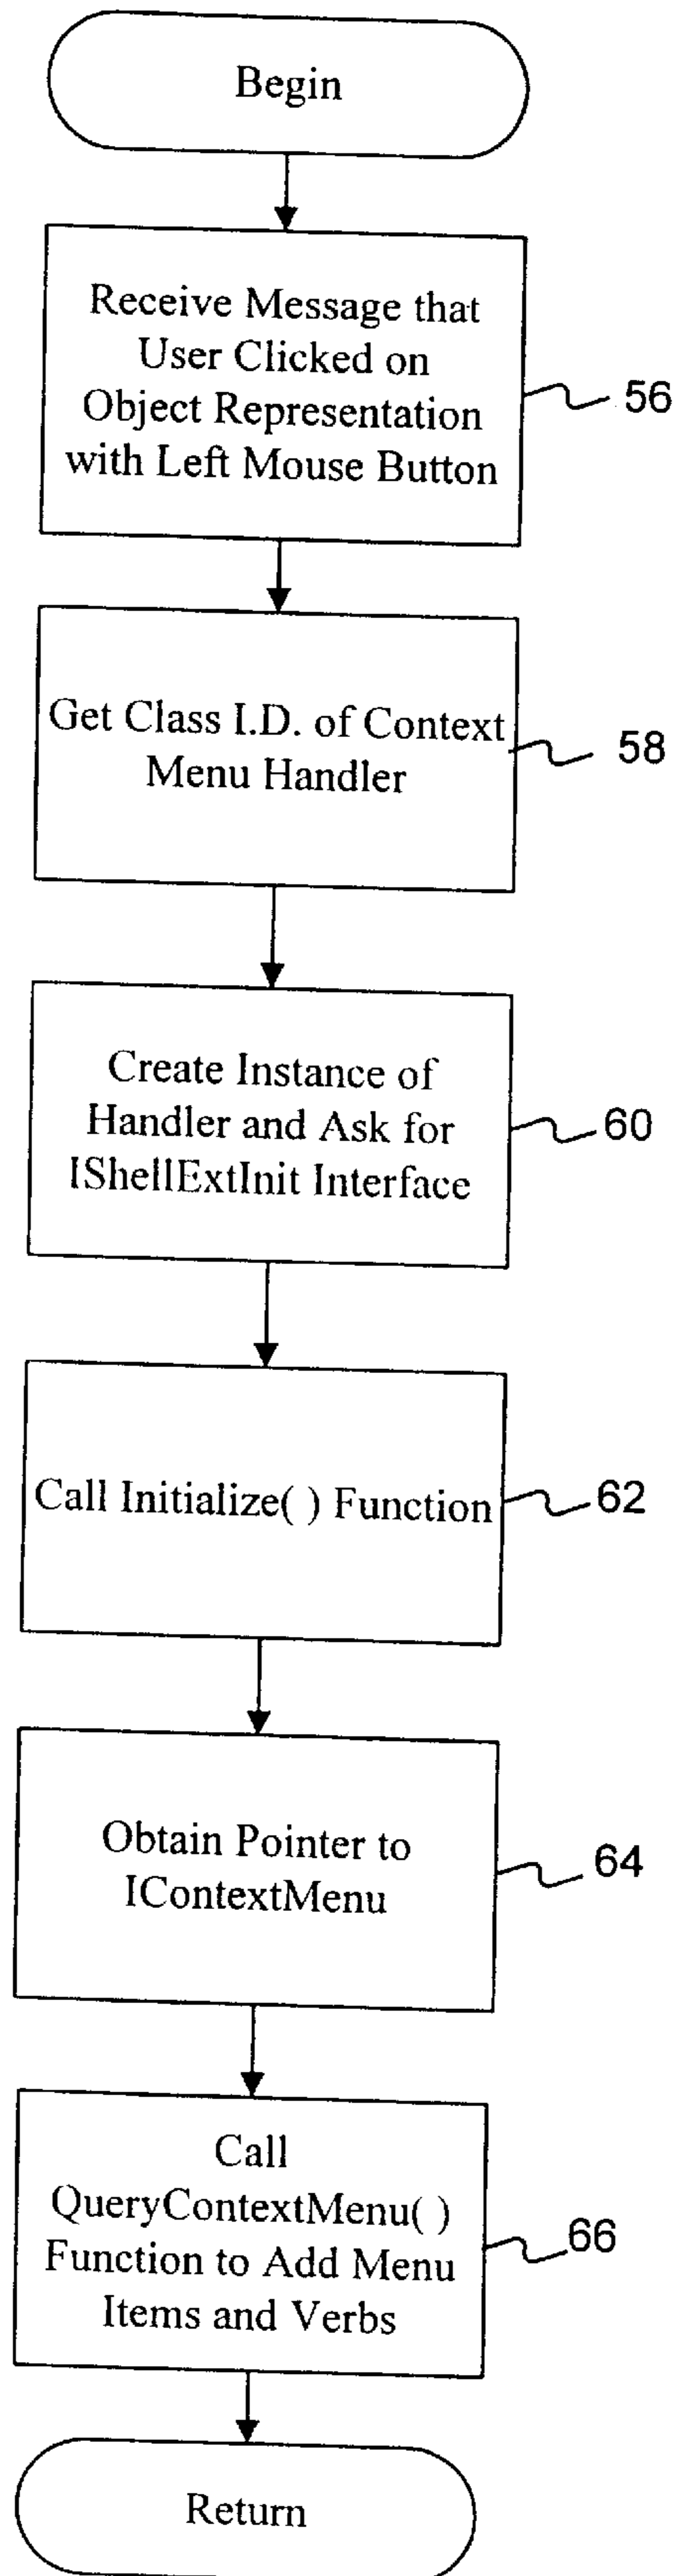 Begin
Receive Message that
User Clicked on
Object Representation
with Left Mouse Button
56
Get Class I.D. of Context
Menu Handler
58
Create Instance of
Handler and Ask for
IShellExtInit Interface
60
Call Initialize( ) Function
62
Obtain Pointer to
IContextMenu
64
Call
QueryContextMenu( )
Function to Add Menu
Items and Verbs
66
Return